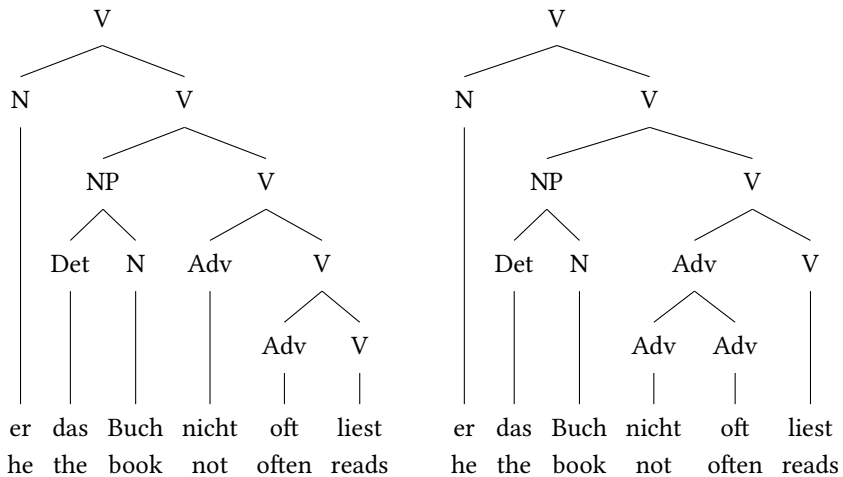 V V
N V N V
NP V NP V
Det N Adv V Det N Adv V
Adv V Adv Adv
er das Buch nicht oft liest er das Buch nicht oft liest
he the book not often reads he the book not often reads